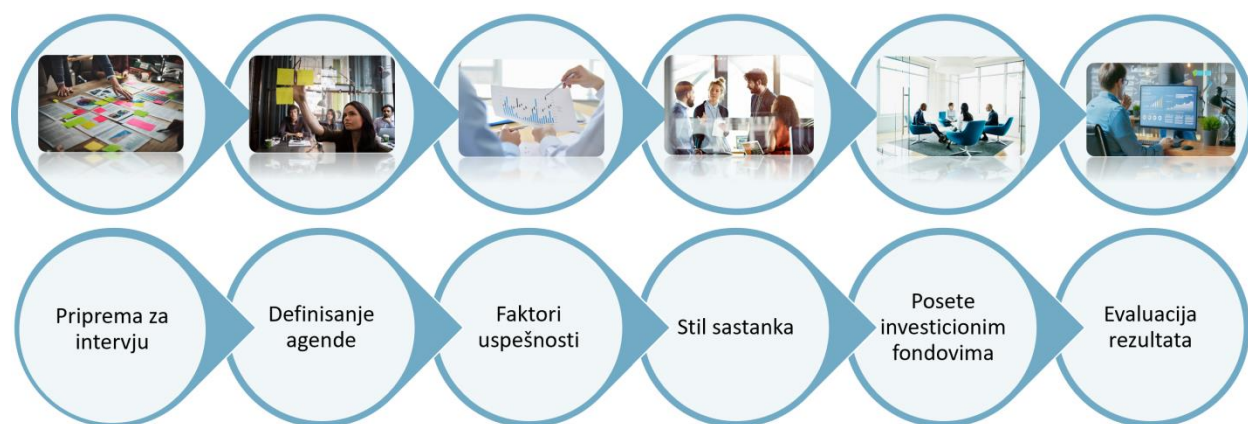 Priprema za
intervju
Definisanje
agende
Faktori
uspešnosti
Stil sastanka
Posete
investicionim
fondovima
Evaluacija
rezultata